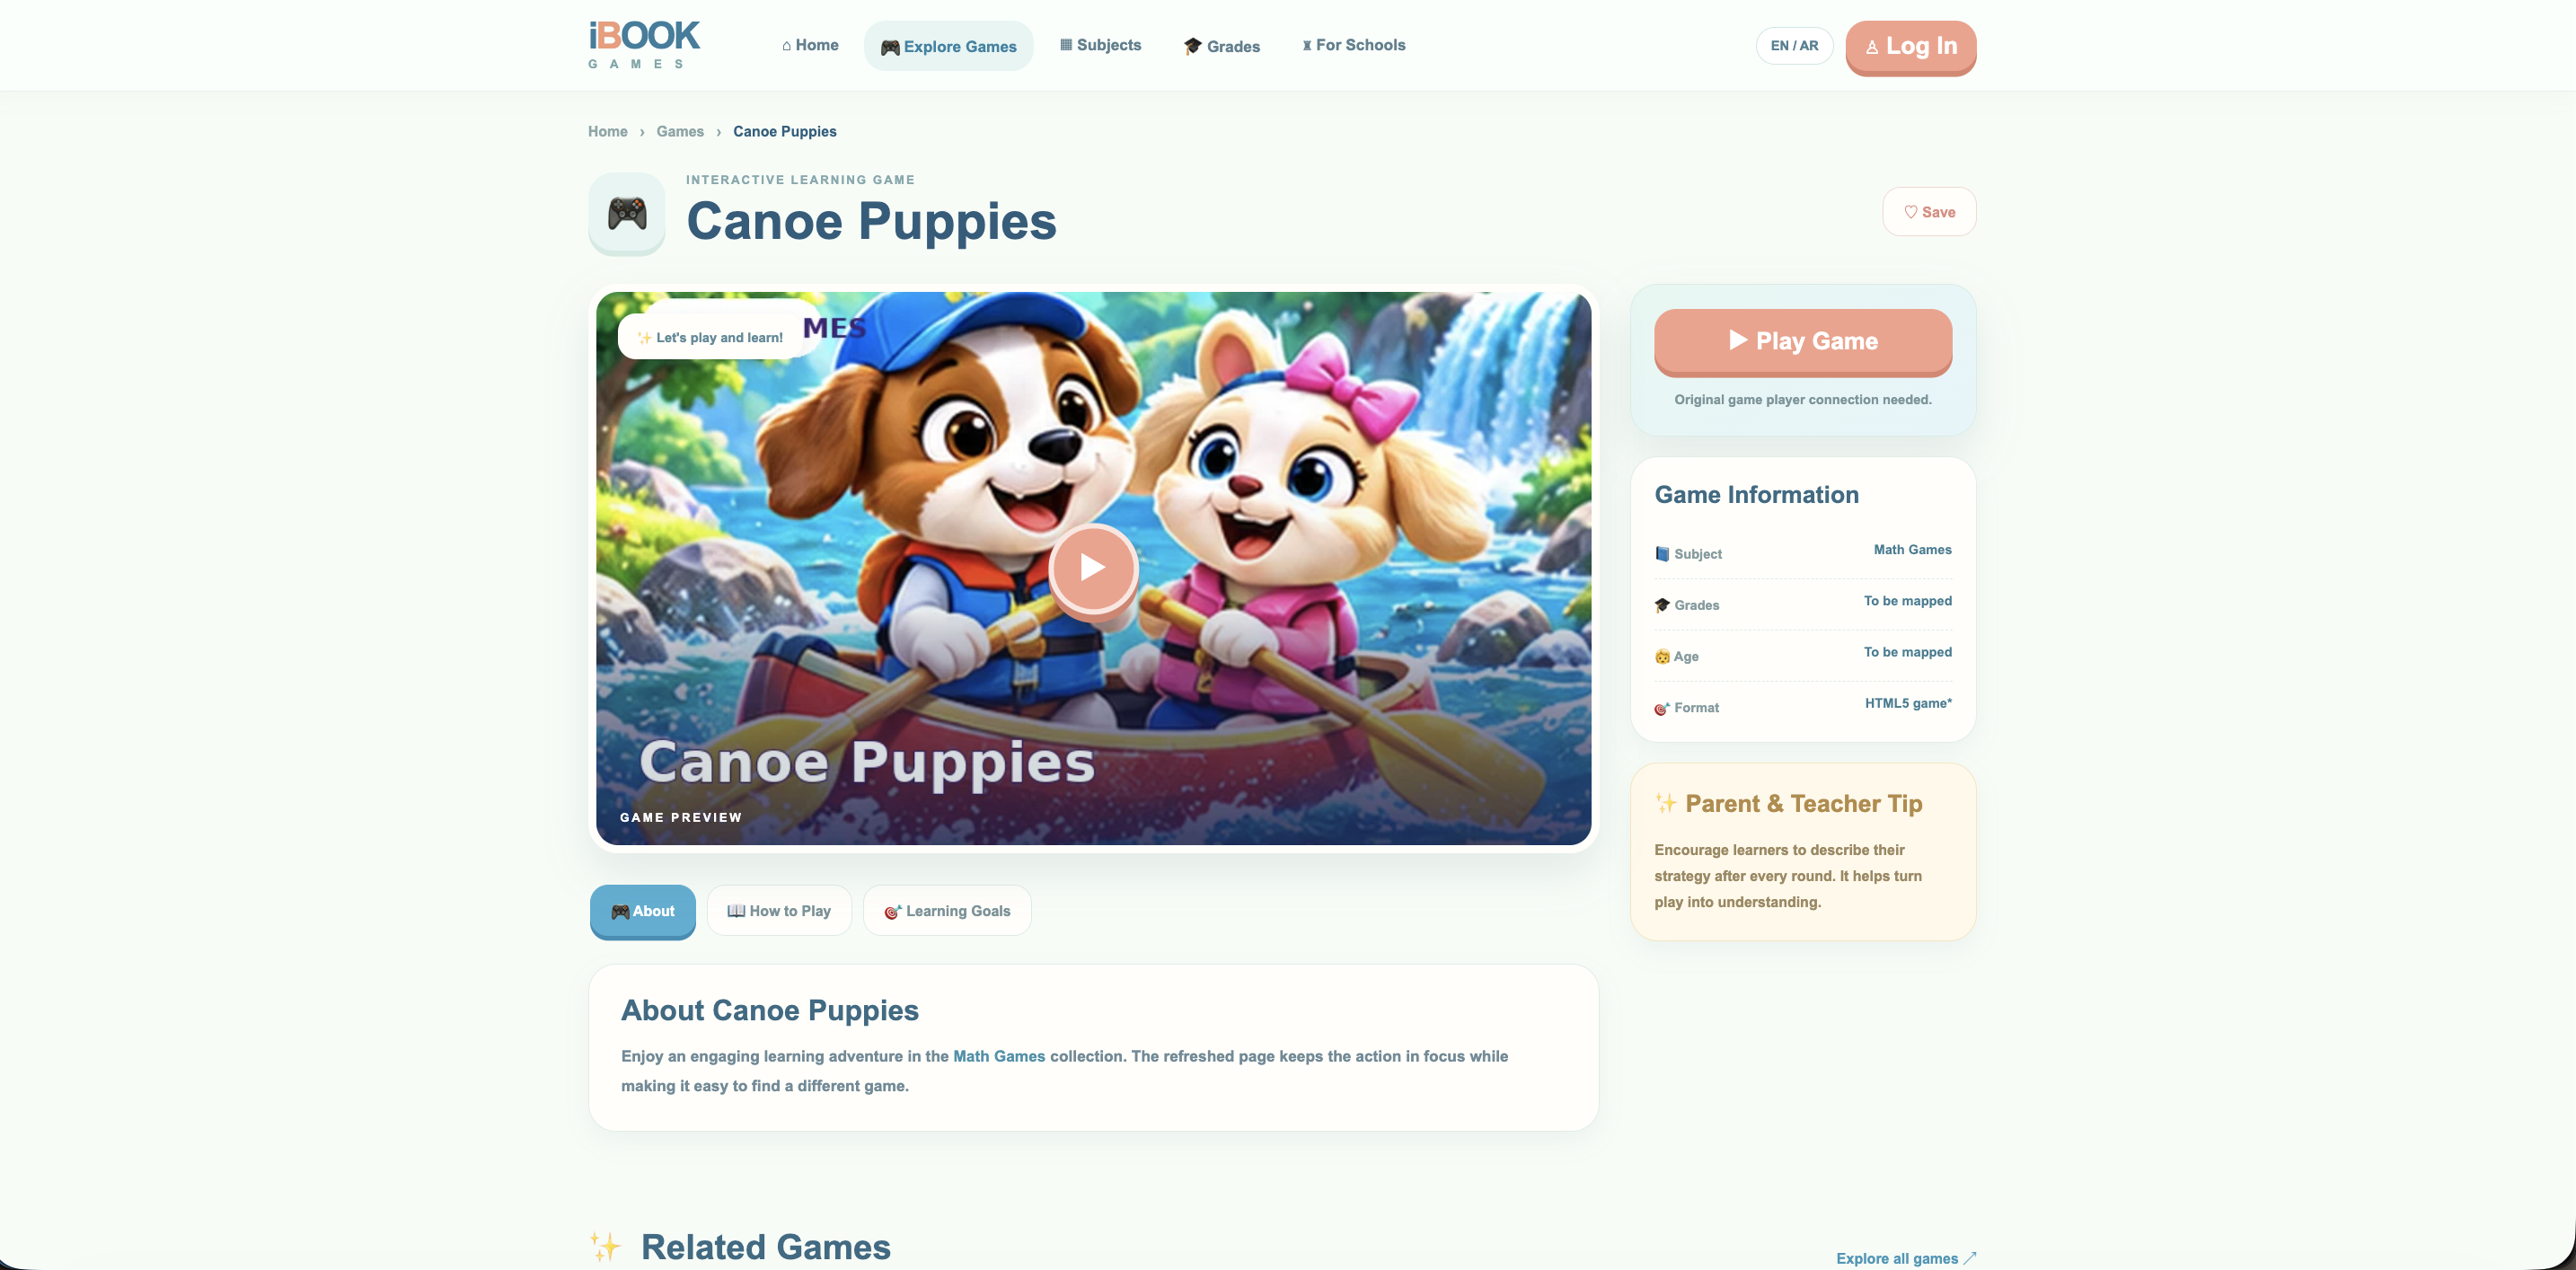 iBOOK
GAMES
Home
Explore Games
Subjects
Grades
For Schools
EN / AR
Log In
Home › Games › Canoe Puppies
INTERACTIVE LEARNING GAME
Canoe Puppies
Save
✨ Let's play and learn!
MES
Canoe Puppies
GAME PREVIEW
Play Game
Original game player connection needed.
Game Information
Subject Math Games
Grades To be mapped
Age To be mapped
Format HTML5 game*
Parent & Teacher Tip
Encourage learners to describe their
strategy after every round. It helps turn
play into understanding.
About
How to Play
Learning Goals
About Canoe Puppies
Enjoy an engaging learning adventure in the Math Games collection. The refreshed page keeps the action in focus while
making it easy to find a different game.
Related Games
Explore all games